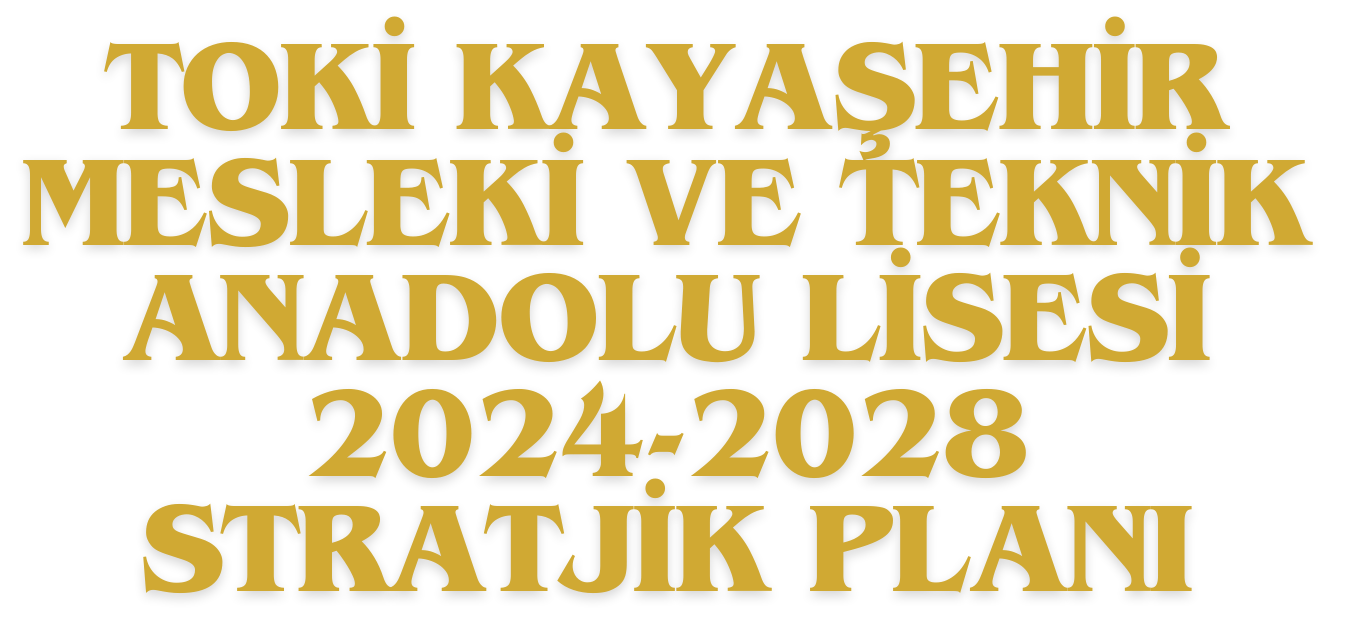 TOKİ KAYAŞEHİR
MESLEKİ VE TEKNİK
ANADOLU LİSESİ
2024-2028
STRATJİK PLANI